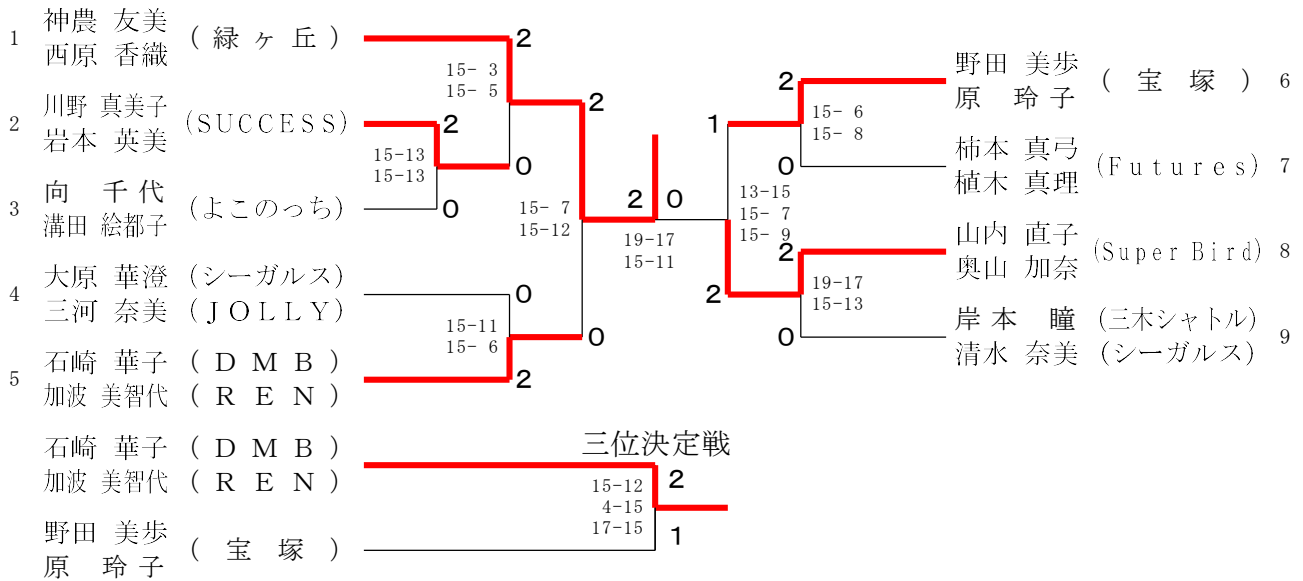 1 神農 友美 (緑ヶ丘)
西原 香織
2 川野 真美子 (SUCCESS)
岩本 英美
3 向 千代 (よこのっち)
溝田 絵都子
4 大原 華澄 (シーガルス)
三河 奈美 (ＪＯＬＬＹ)
5 石崎 華子 (ＤＭＢ)
加波 美智代 (ＲＥＮ)
2
15- 3
15- 5
0
2
15-13
15-13
0
2
15- 7
15-12
0
0
15-11
15- 6
2
2 0
19-17
15-11
1
13-15
15- 7
15- 9
2
2
15- 6
15- 8
0
2
19-17
15-13
0
野田 美歩 (宝塚) 6
原 玲子
柿本 真弓 (Futures) 7
植木 真理
山内 直子 (Super Bird) 8
奥山 加奈
岸本 瞳 (三木シャトル) 9
清水 奈美 (シーガルス)
三位決定戦
石崎 華子 (ＤＭＢ)
加波 美智代 (ＲＥＮ)
野田 美歩 (宝塚)
原 玲子
2
15-12
4-15
17-15
1